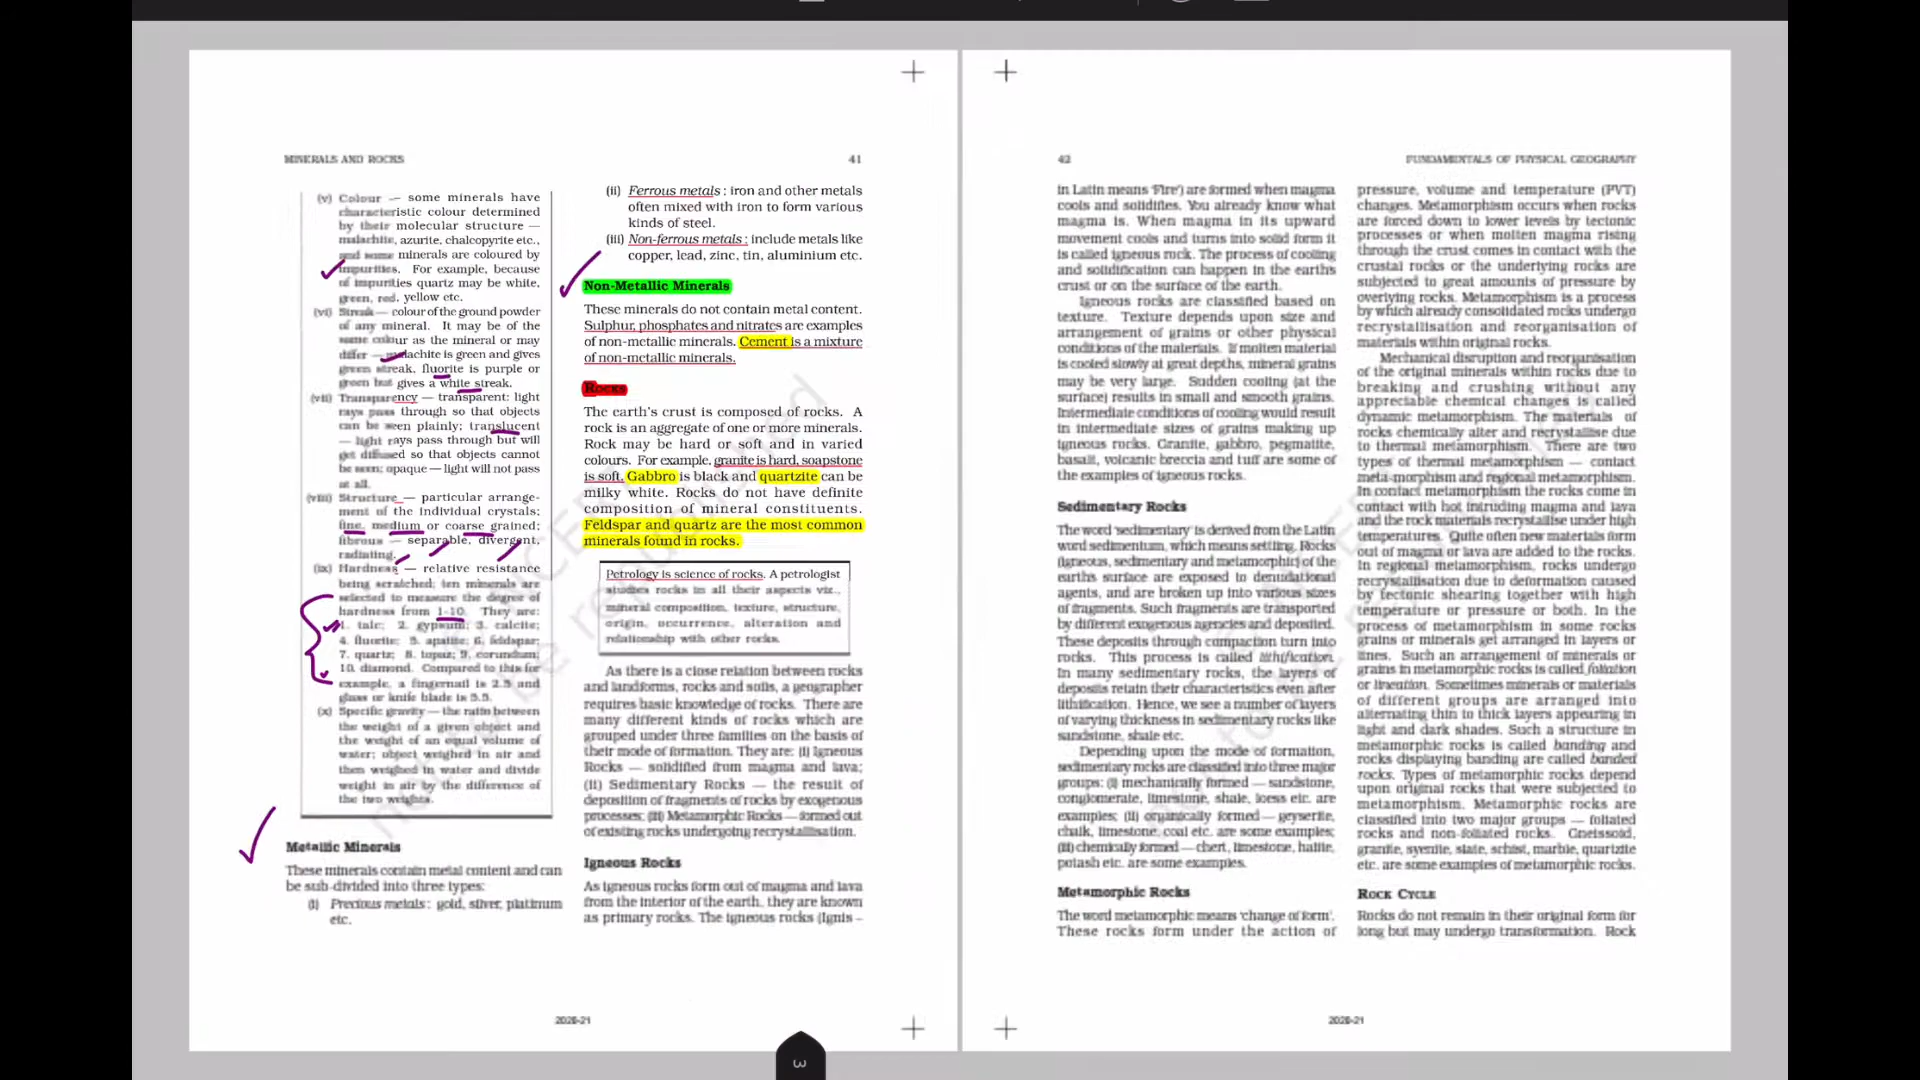 MINERALS AND ROCKS
41
(v) Colour — some minerals have
characteristic colour determined
by their molecular structure —
malachite, azurite, chalcopyrite etc.,
and some minerals are coloured by
impurities. For example, because
of impurities quartz may be white,
green, red, yellow etc.
(vi) Streak — colour of the ground powder
of any mineral. It may be of the
same colour as the mineral or may
differ — malachite is green and gives
green streak, fluorite is purple or
green but gives a white streak.
(vii) Transparency — transparent: light
rays pass through so that objects
can be seen plainly; translucent
— light rays pass through but will
get diffused so that objects cannot
be seen; opaque — light will not pass
at all.
(viii) Structure — particular arrange-
ment of the individual crystals;
fine, medium or coarse grained;
fibrous — separable, divergent,
radiating.
(ix) Hardness — relative resistance
being scratched; ten minerals are
selected to measure the degree of
hardness from 1-10. They are:
1. talc; 2. gypsum; 3. calcite;
4. fluorite; 5. apatite; 6. feldspar;
7. quartz; 8. topaz; 9. corundum;
10. diamond. Compared to this for
example, a fingernail is 2.5 and
glass or knife blade is 5.5.
(x) Specific gravity — the ratio between
the weight of a given object and
the weight of an equal volume of
water; object weighed in air and
then weighed in water and divide
weight in air by the difference of
the two weights.
Metallic Minerals
These minerals contain metal content and can
be sub-divided into three types:
(i) Precious metals : gold, silver, platinum
etc.
(ii) Ferrous metals : iron and other metals
often mixed with iron to form various
kinds of steel.
(iii) Non-ferrous metals : include metals like
copper, lead, zinc, tin, aluminium etc.
Non-Metallic Minerals
These minerals do not contain metal content.
Sulphur, phosphates and nitrates are examples
of non-metallic minerals. Cement is a mixture
of non-metallic minerals.
Rocks
The earth's crust is composed of rocks. A
rock is an aggregate of one or more minerals.
Rock may be hard or soft and in varied
colours. For example, granite is hard, soapstone
is soft. Gabbro is black and quartzite can be
milky white. Rocks do not have definite
composition of mineral constituents.
Feldspar and quartz are the most common
minerals found in rocks.
Petrology is science of rocks. A petrologist
studies rocks in all their aspects viz.,
mineral composition, texture, structure,
origin, occurrence, alteration and
relationship with other rocks.
As there is a close relation between rocks
and landforms, rocks and soils, a geographer
requires basic knowledge of rocks. There are
many different kinds of rocks which are
grouped under three families on the basis of
their mode of formation. They are: (i) Igneous
Rocks — solidified from magma and lava;
(ii) Sedimentary Rocks — the result of
deposition of fragments of rocks by exogenous
processes; (iii) Metamorphic Rocks — formed out
of existing rocks undergoing recrystallisation.
Igneous Rocks
As igneous rocks form out of magma and lava
from the interior of the earth, they are known
as primary rocks. The igneous rocks (Ignis –
2020-21
42
FUNDAMENTALS OF PHYSICAL GEOGRAPHY
in Latin means 'Fire') are formed when magma
cools and solidifies. You already know what
magma is. When magma in its upward
movement cools and turns into solid form it
is called igneous rock. The process of cooling
and solidification can happen in the earth's
crust or on the surface of the earth.
Igneous rocks are classified based on
texture. Texture depends upon size and
arrangement of grains or other physical
conditions of the materials. If molten material
is cooled slowly at great depths, mineral grains
may be very large. Sudden cooling (at the
surface) results in small and smooth grains.
Intermediate conditions of cooling would result
in intermediate sizes of grains making up
igneous rocks. Granite, gabbro, pegmatite,
basalt, volcanic breccia and tuff are some of
the examples of igneous rocks.
Sedimentary Rocks
The word 'sedimentary' is derived from the Latin
word sedimentum, which means settling. Rocks
(igneous, sedimentary and metamorphic) of the
earth's surface are exposed to denudational
agents, and are broken up into various sizes
of fragments. Such fragments are transported
by different exogenous agencies and deposited.
These deposits through compaction turn into
rocks. This process is called lithification.
In many sedimentary rocks, the layers of
deposits retain their characteristics even after
lithification. Hence, we see a number of layers
of varying thickness in sedimentary rocks like
sandstone, shale etc.
Depending upon the mode of formation,
sedimentary rocks are classified into three major
groups: (i) mechanically formed — sandstone,
conglomerate, limestone, shale, loess etc. are
examples; (ii) organically formed — geyserite,
chalk, limestone, coal etc. are some examples;
(iii) chemically formed — chert, limestone, halite,
potash etc. are some examples.
Metamorphic Rocks
The word metamorphic means 'change of form'.
These rocks form under the action of
pressure, volume and temperature (PVT)
changes. Metamorphism occurs when rocks
are forced down to lower levels by tectonic
processes or when molten magma rising
through the crust comes in contact with the
crustal rocks or the underlying rocks are
subjected to great amounts of pressure by
overlying rocks. Metamorphism is a process
by which already consolidated rocks undergo
recrystallisation and reorganisation of
materials within original rocks.
Mechanical disruption and reorganisation
of the original minerals within rocks due to
breaking and crushing without any
appreciable chemical changes is called
dynamic metamorphism. The materials of
rocks chemically alter and recrystallise due
to thermal metamorphism. There are two
types of thermal metamorphism — contact
meta-morphism and regional metamorphism.
In contact metamorphism the rocks come in
contact with hot intruding magma and lava
and the rock materials recrystallise under high
temperatures. Quite often new materials form
out of magma or lava are added to the rocks.
In regional metamorphism, rocks undergo
recrystallisation due to deformation caused
by tectonic shearing together with high
temperature or pressure or both. In the
process of metamorphism in some rocks
grains or minerals get arranged in layers or
lines. Such an arrangement of minerals or
grains in metamorphic rocks is called foliation
or lineation. Sometimes minerals or materials
of different groups are arranged into
alternating thin to thick layers appearing in
light and dark shades. Such a structure in
metamorphic rocks is called banding and
rocks displaying banding are called banded
rocks. Types of metamorphic rocks depend
upon original rocks that were subjected to
metamorphism. Metamorphic rocks are
classified into two major groups — foliated
rocks and non-foliated rocks. Gneissoid,
granite, syenite, slate, schist, marble, quartzite
etc. are some examples of metamorphic rocks.
ROCK CYCLE
Rocks do not remain in their original form for
long but may undergo transformation. Rock
2020-21
3